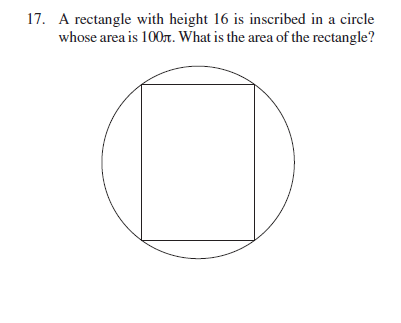 17. A rectangle with height 16 is inscribed in a circle
whose area is 100π. What is the area of the rectangle?